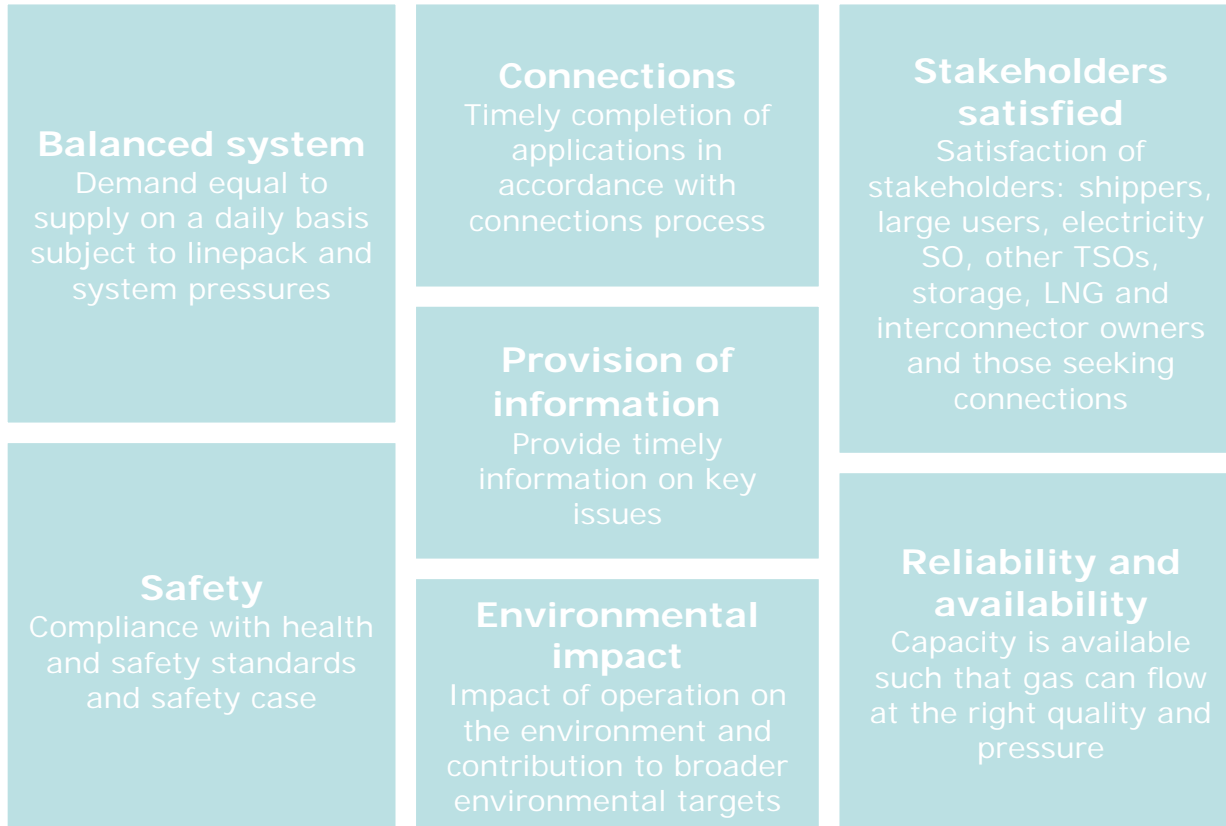 Balanced system
Demand equal to
supply on a daily basis
subject to linepack and
system pressures
Safety
Compliance with health
and safety standards
and safety case
Connections
Timely completion of
applications in
accordance with
connections process
Provision of
information
Provide timely
information on key
issues
Environmental
impact
Impact of operation on
the environment and
contribution to broader
environmental targets
Stakeholders
satisfied
Satisfaction of
stakeholders: shippers,
large users, electricity
SO, other TSOs,
storage, LNG and
interconnector owners
and those seeking
connections
Reliability and
availability
Capacity is available
such that gas can flow
at the right quality and
pressure